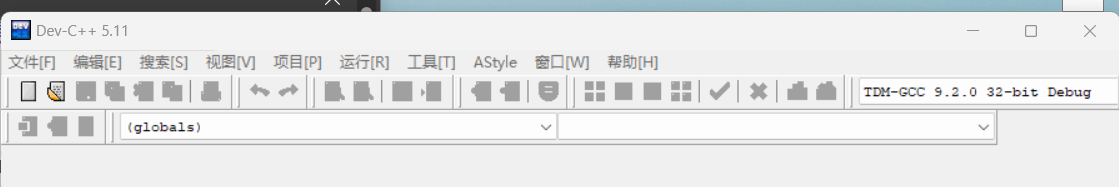 Dev-C++ 5.11
文件[F] 编辑[E] 搜索[S] 视图[V] 项目[P] 运行[R] 工具[T] AStyle 窗口[W] 帮助[H]
TDM-GCC 9.2.0 32-bit Debug
(globals)